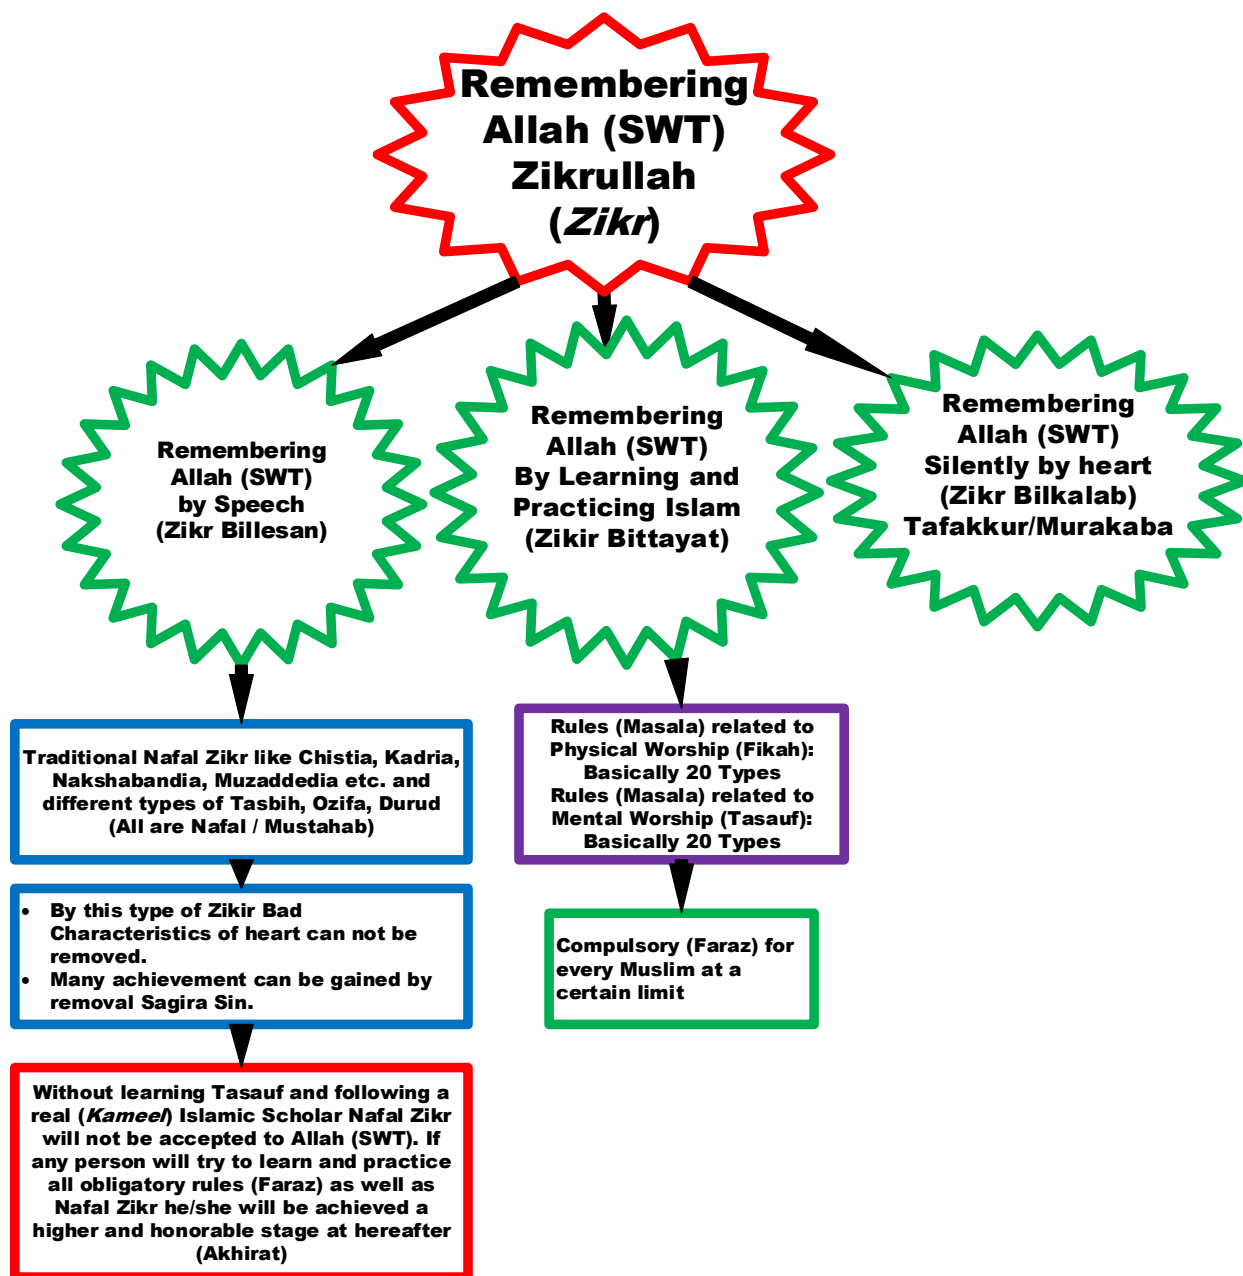 Remembering
Allah (SWT)
Zikrullah
(Zikr)
Remembering
Allah (SWT)
by Speech
(Zikr Billesan)
Remembering
Allah (SWT)
By Learning and
Practicing Islam
(Zikir Bittayat)
Remembering
Allah (SWT)
Silently by heart
(Zikr Bilkalab)
Tafakkur/Murakaba
Traditional Nafal Zikr like Chistia, Kadria,
Nakshabandia, Muzaddedia etc. and
different types of Tasbih, Ozifa, Durud
(All are Nafal / Mustahab)
• By this type of Zikir Bad
Characteristics of heart can not be
removed.
• Many achievement can be gained by
removal Sagira Sin.
Without learning Tasauf and following a
real (Kameel) Islamic Scholar Nafal Zikr
will not be accepted to Allah (SWT). If
any person will try to learn and practice
all obligatory rules (Faraz) as well as
Nafal Zikr he/she will be achieved a
higher and honorable stage at hereafter
(Akhirat)
Rules (Masala) related to
Physical Worship (Fikah):
Basically 20 Types
Rules (Masala) related to
Mental Worship (Tasauf):
Basically 20 Types
Compulsory (Faraz) for
every Muslim at a
certain limit